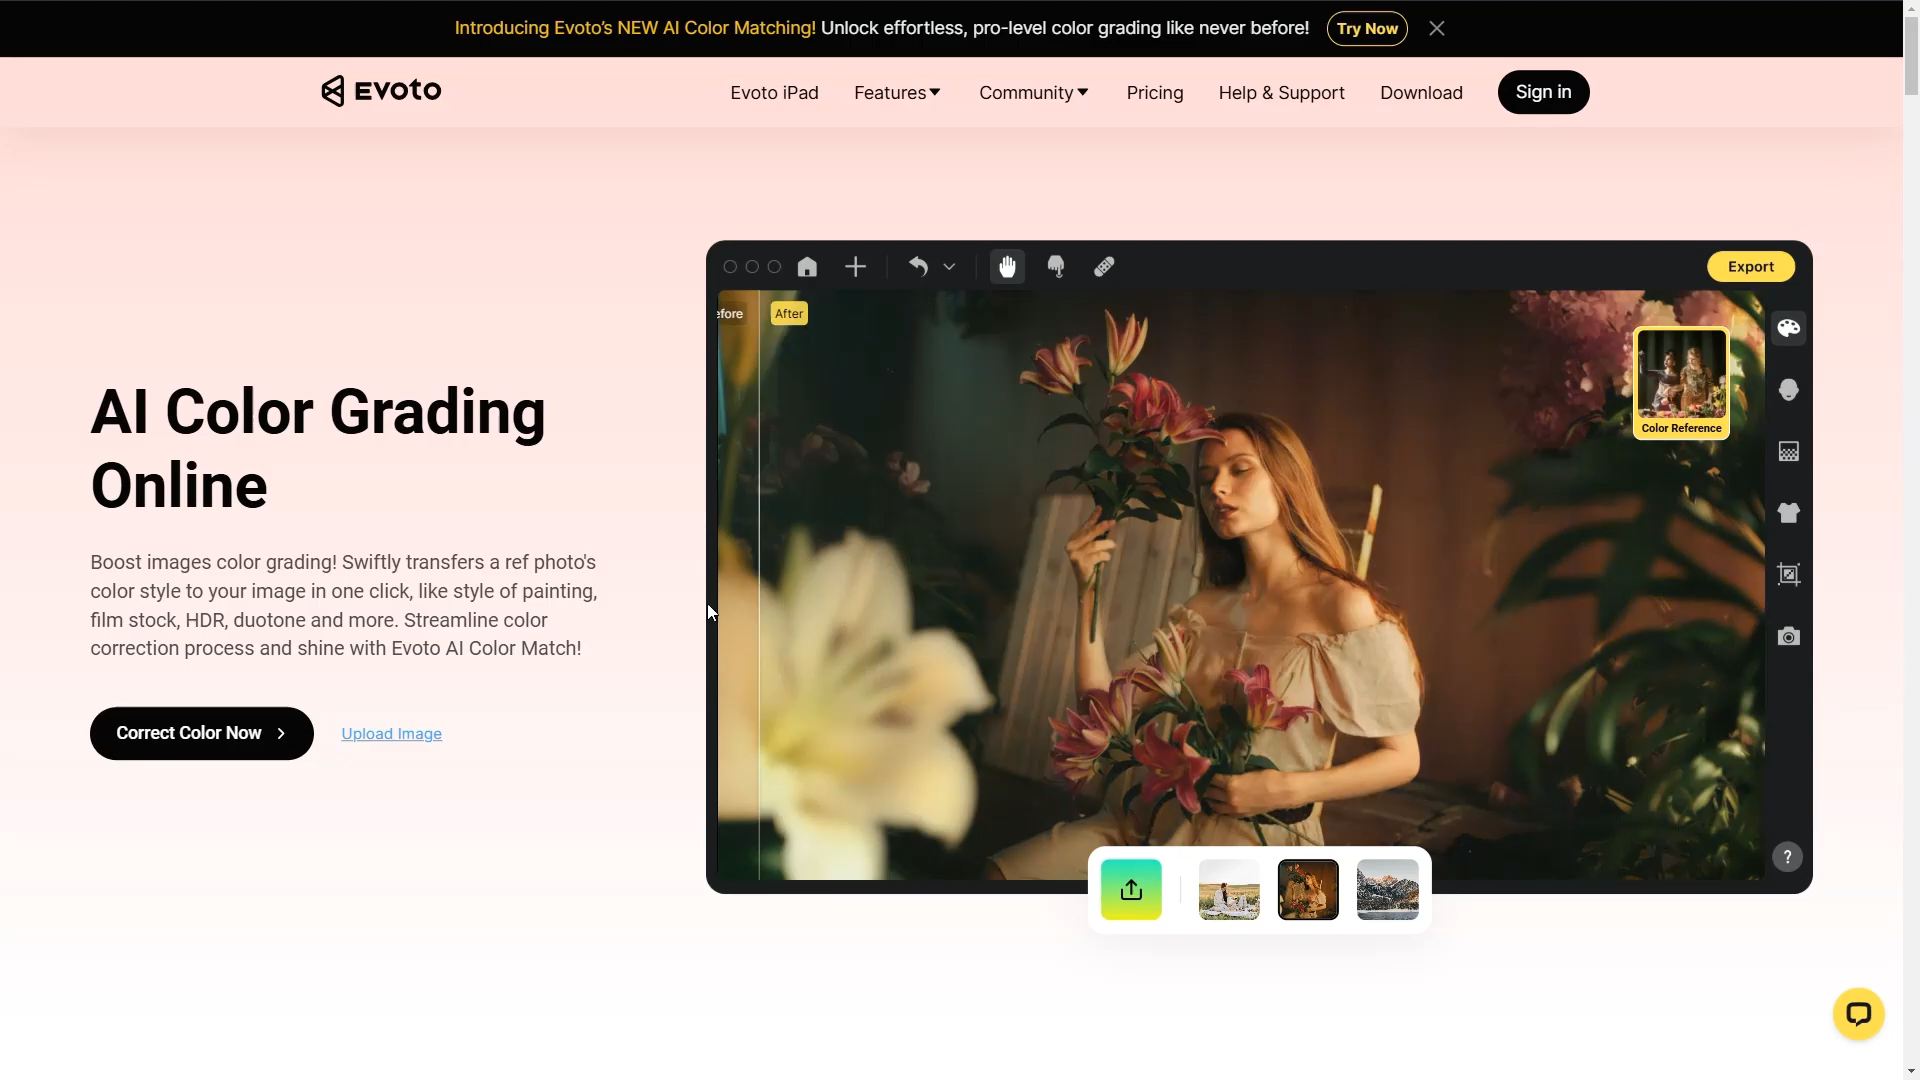 Introducing Evoto's NEW AI Color Matching! Unlock effortless, pro-level color grading like never before! Try Now
Evoto
Evoto iPad Features Community Pricing Help & Support Download Sign in
Export
efore After
Color Reference
AI Color Grading
Online
Boost images color grading! Swiftly transfers a ref photo's
color style to your image in one click, like style of painting,
film stock, HDR, duotone and more. Streamline color
correction process and shine with Evoto AI Color Match!
Correct Color Now
Upload Image
?